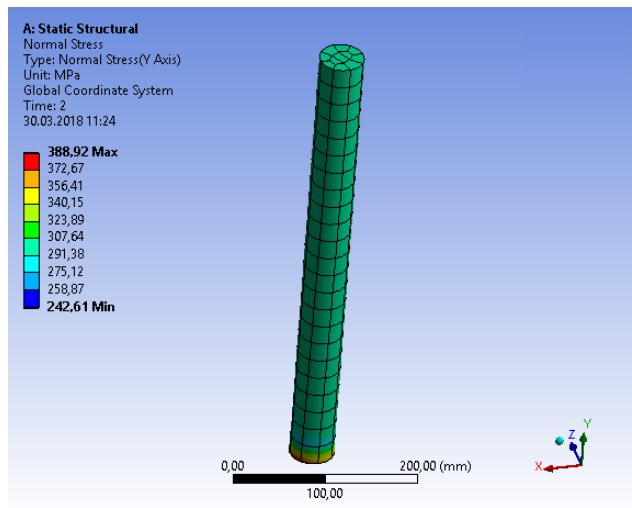 A: Static Structural
Normal Stress
Type: Normal Stress(Y Axis)
Unit: MPa
Global Coordinate System
Time: 2
30.03.2018 11:24
388,92 Max
372,67
356,41
340,15
323,89
307,64
291,38
275,12
258,87
242,61 Min
0,00
200,00 (mm)
100,00
Y
Z
X